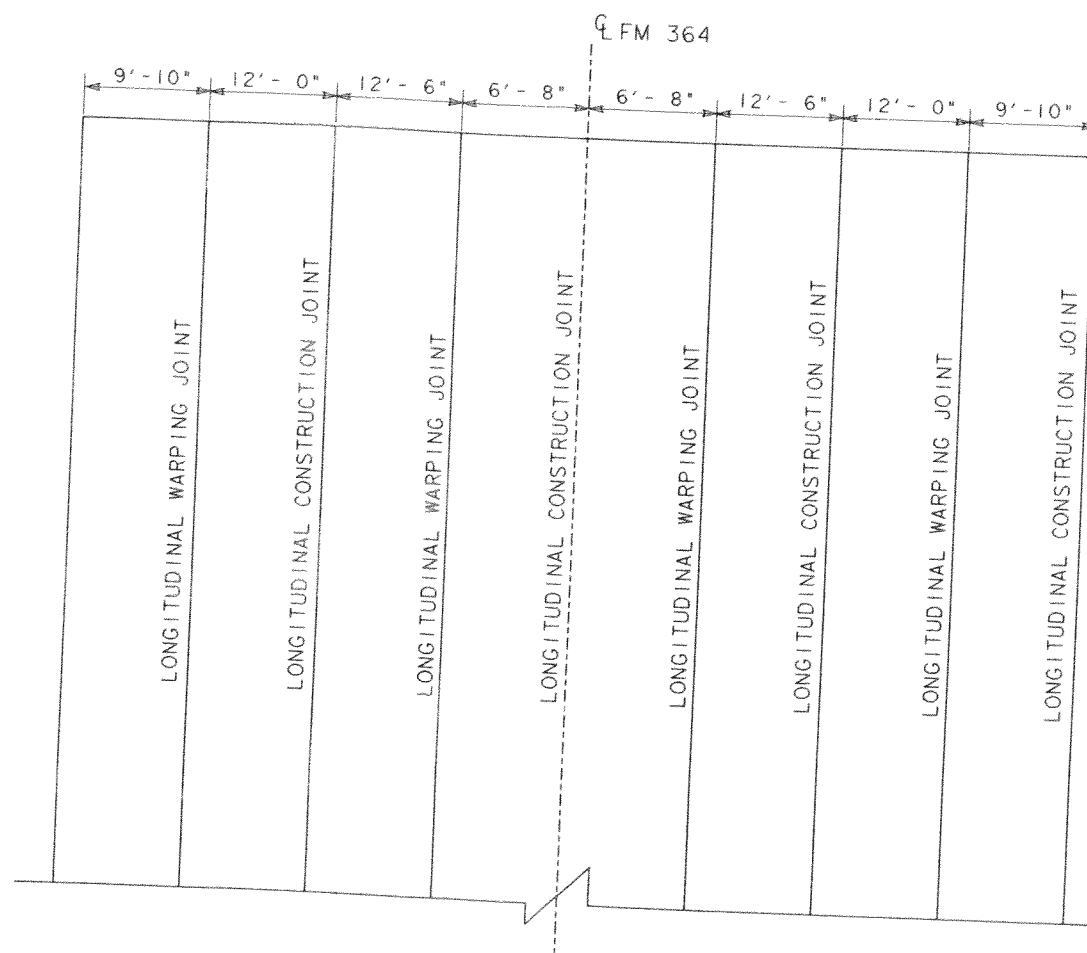 ℄ FM 364
9'-10" 12'- 0" 12'- 6" 6'- 8" 6'- 8" 12'- 6" 12'- 0" 9'-10"
LONGITUDINAL WARPING JOINT
LONGITUDINAL CONSTRUCTION JOINT
LONGITUDINAL WARPING JOINT
LONGITUDINAL CONSTRUCTION JOINT
LONGITUDINAL WARPING JOINT
LONGITUDINAL CONSTRUCTION JOINT
LONGITUDINAL WARPING JOINT
LONGITUDINAL CONSTRUCTION JOINT